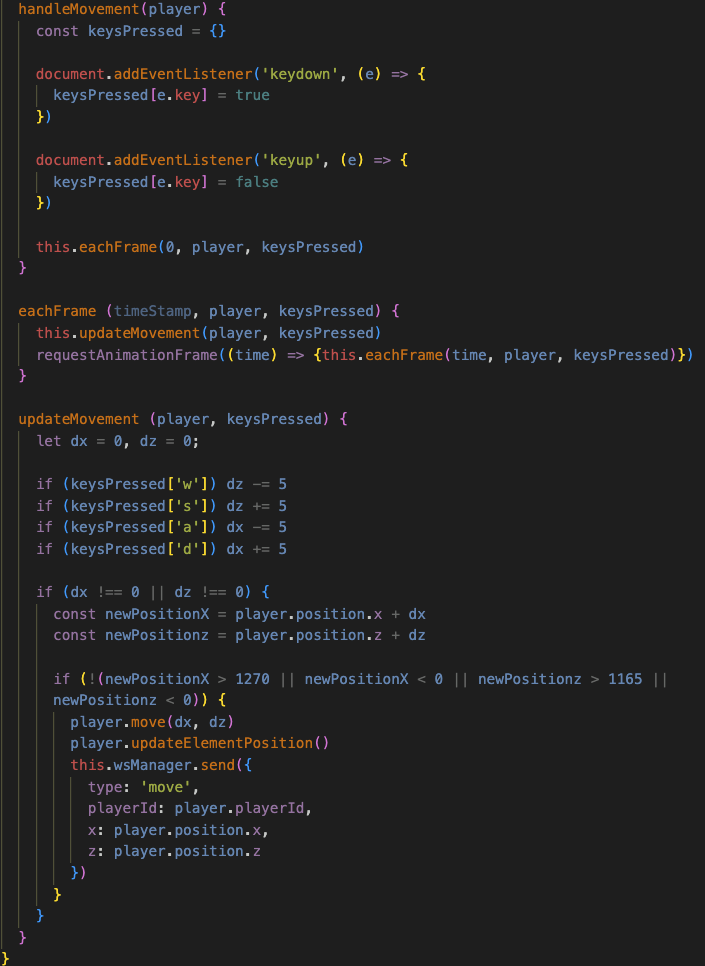 handleMovement(player) {
const keysPressed = {}
document.addEventListener('keydown', (e) => {
keysPressed[e.key] = true
})
document.addEventListener('keyup', (e) => {
keysPressed[e.key] = false
})
this.eachFrame(0, player, keysPressed)
}
eachFrame (timeStamp, player, keysPressed) {
this.updateMovement(player, keysPressed)
requestAnimationFrame((time) => {this.eachFrame(time, player, keysPressed)})
}
updateMovement (player, keysPressed) {
let dx = 0, dz = 0;
if (keysPressed['w']) dz -= 5
if (keysPressed['s']) dz += 5
if (keysPressed['a']) dx -= 5
if (keysPressed['d']) dx += 5
if (dx !== 0 || dz !== 0) {
const newPositionX = player.position.x + dx
const newPositionz = player.position.z + dz
if (!(newPositionX > 1270 || newPositionX < 0 || newPositionz > 1165 ||
newPositionz < 0)) {
player.move(dx, dz)
player.updateElementPosition()
this.wsManager.send({
type: 'move',
playerId: player.playerId,
x: player.position.x,
z: player.position.z
})
}
}
}
}